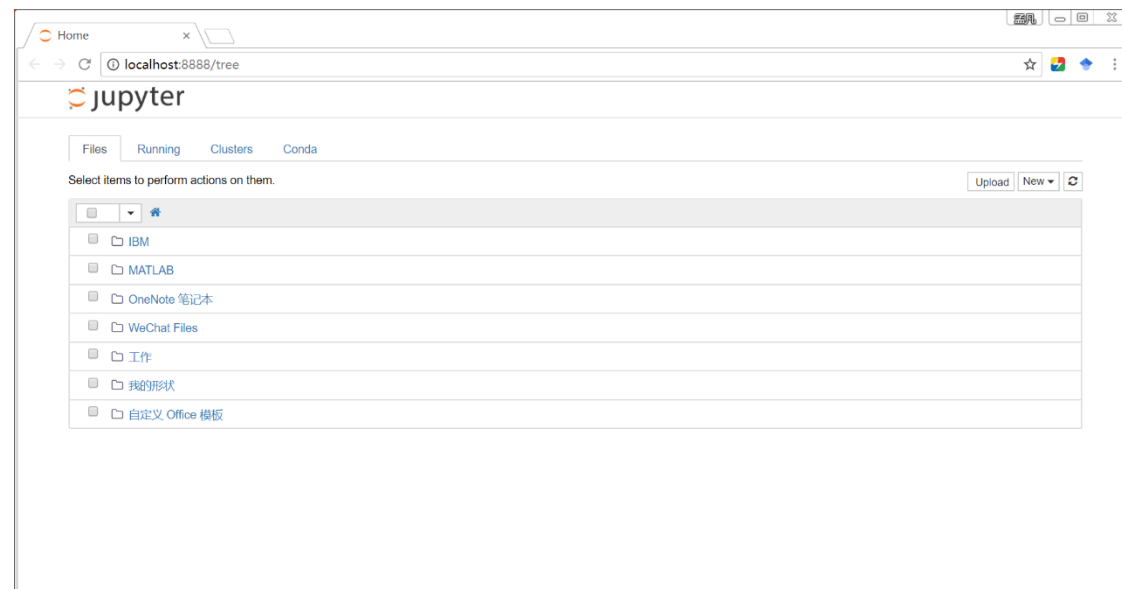 孟凡
Home
localhost:8888/tree
jupyter
Files Running Clusters Conda
Select items to perform actions on them.
Upload New
IBM
MATLAB
OneNote 笔记本
WeChat Files
工作
我的形状
自定义 Office 模板